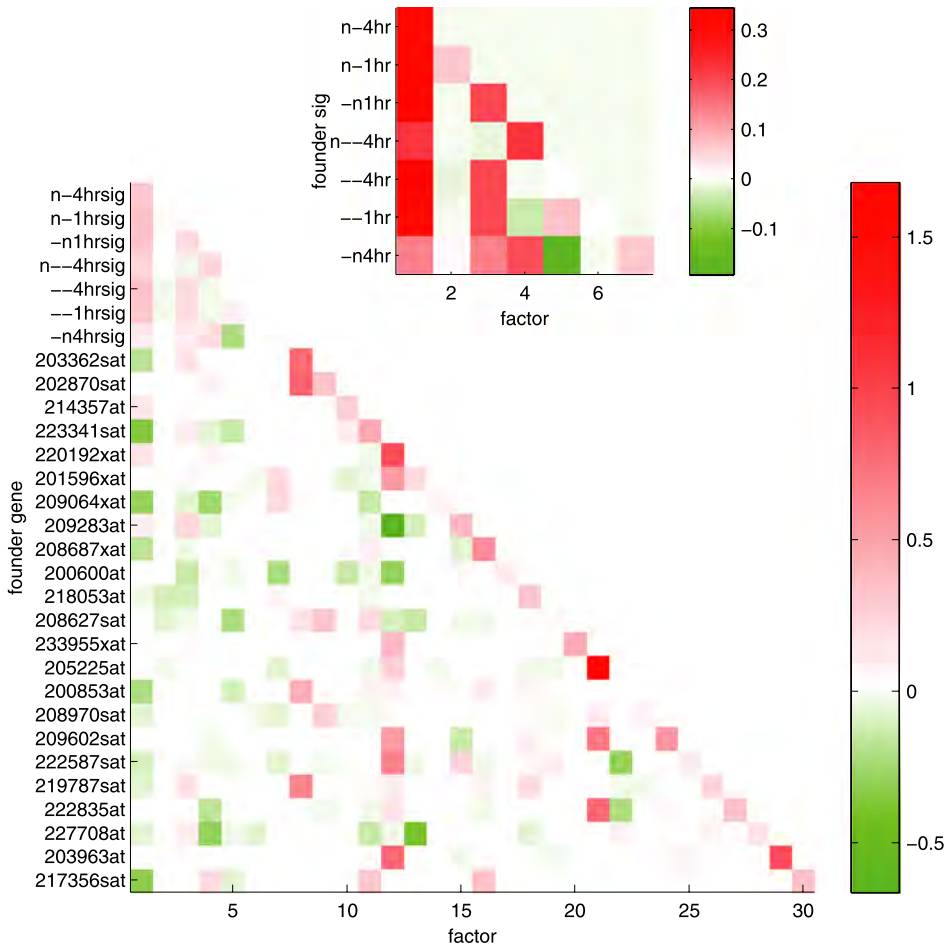 n-4hr
n-1hr
-n1hr
n--4hr
--4hr
--1hr
-n4hr
founder sig
2
4
6
factor
0.3
0.2
0.1
0
-0.1
n-4hrsig
n-1hrsig
-n1hrsig
n--4hrsig
--4hrsig
--1hrsig
-n4hrsig
203362sat
202870sat
214357at
223341sat
220192xat
201596xat
209064xat
209283at
208687xat
200600at
218053at
208627sat
233955xat
205225at
200853at
208970sat
209602sat
222587sat
219787sat
222835at
227708at
203963at
217356sat
founder gene
5
10
15
20
25
30
factor
1.5
1
0.5
0
-0.5